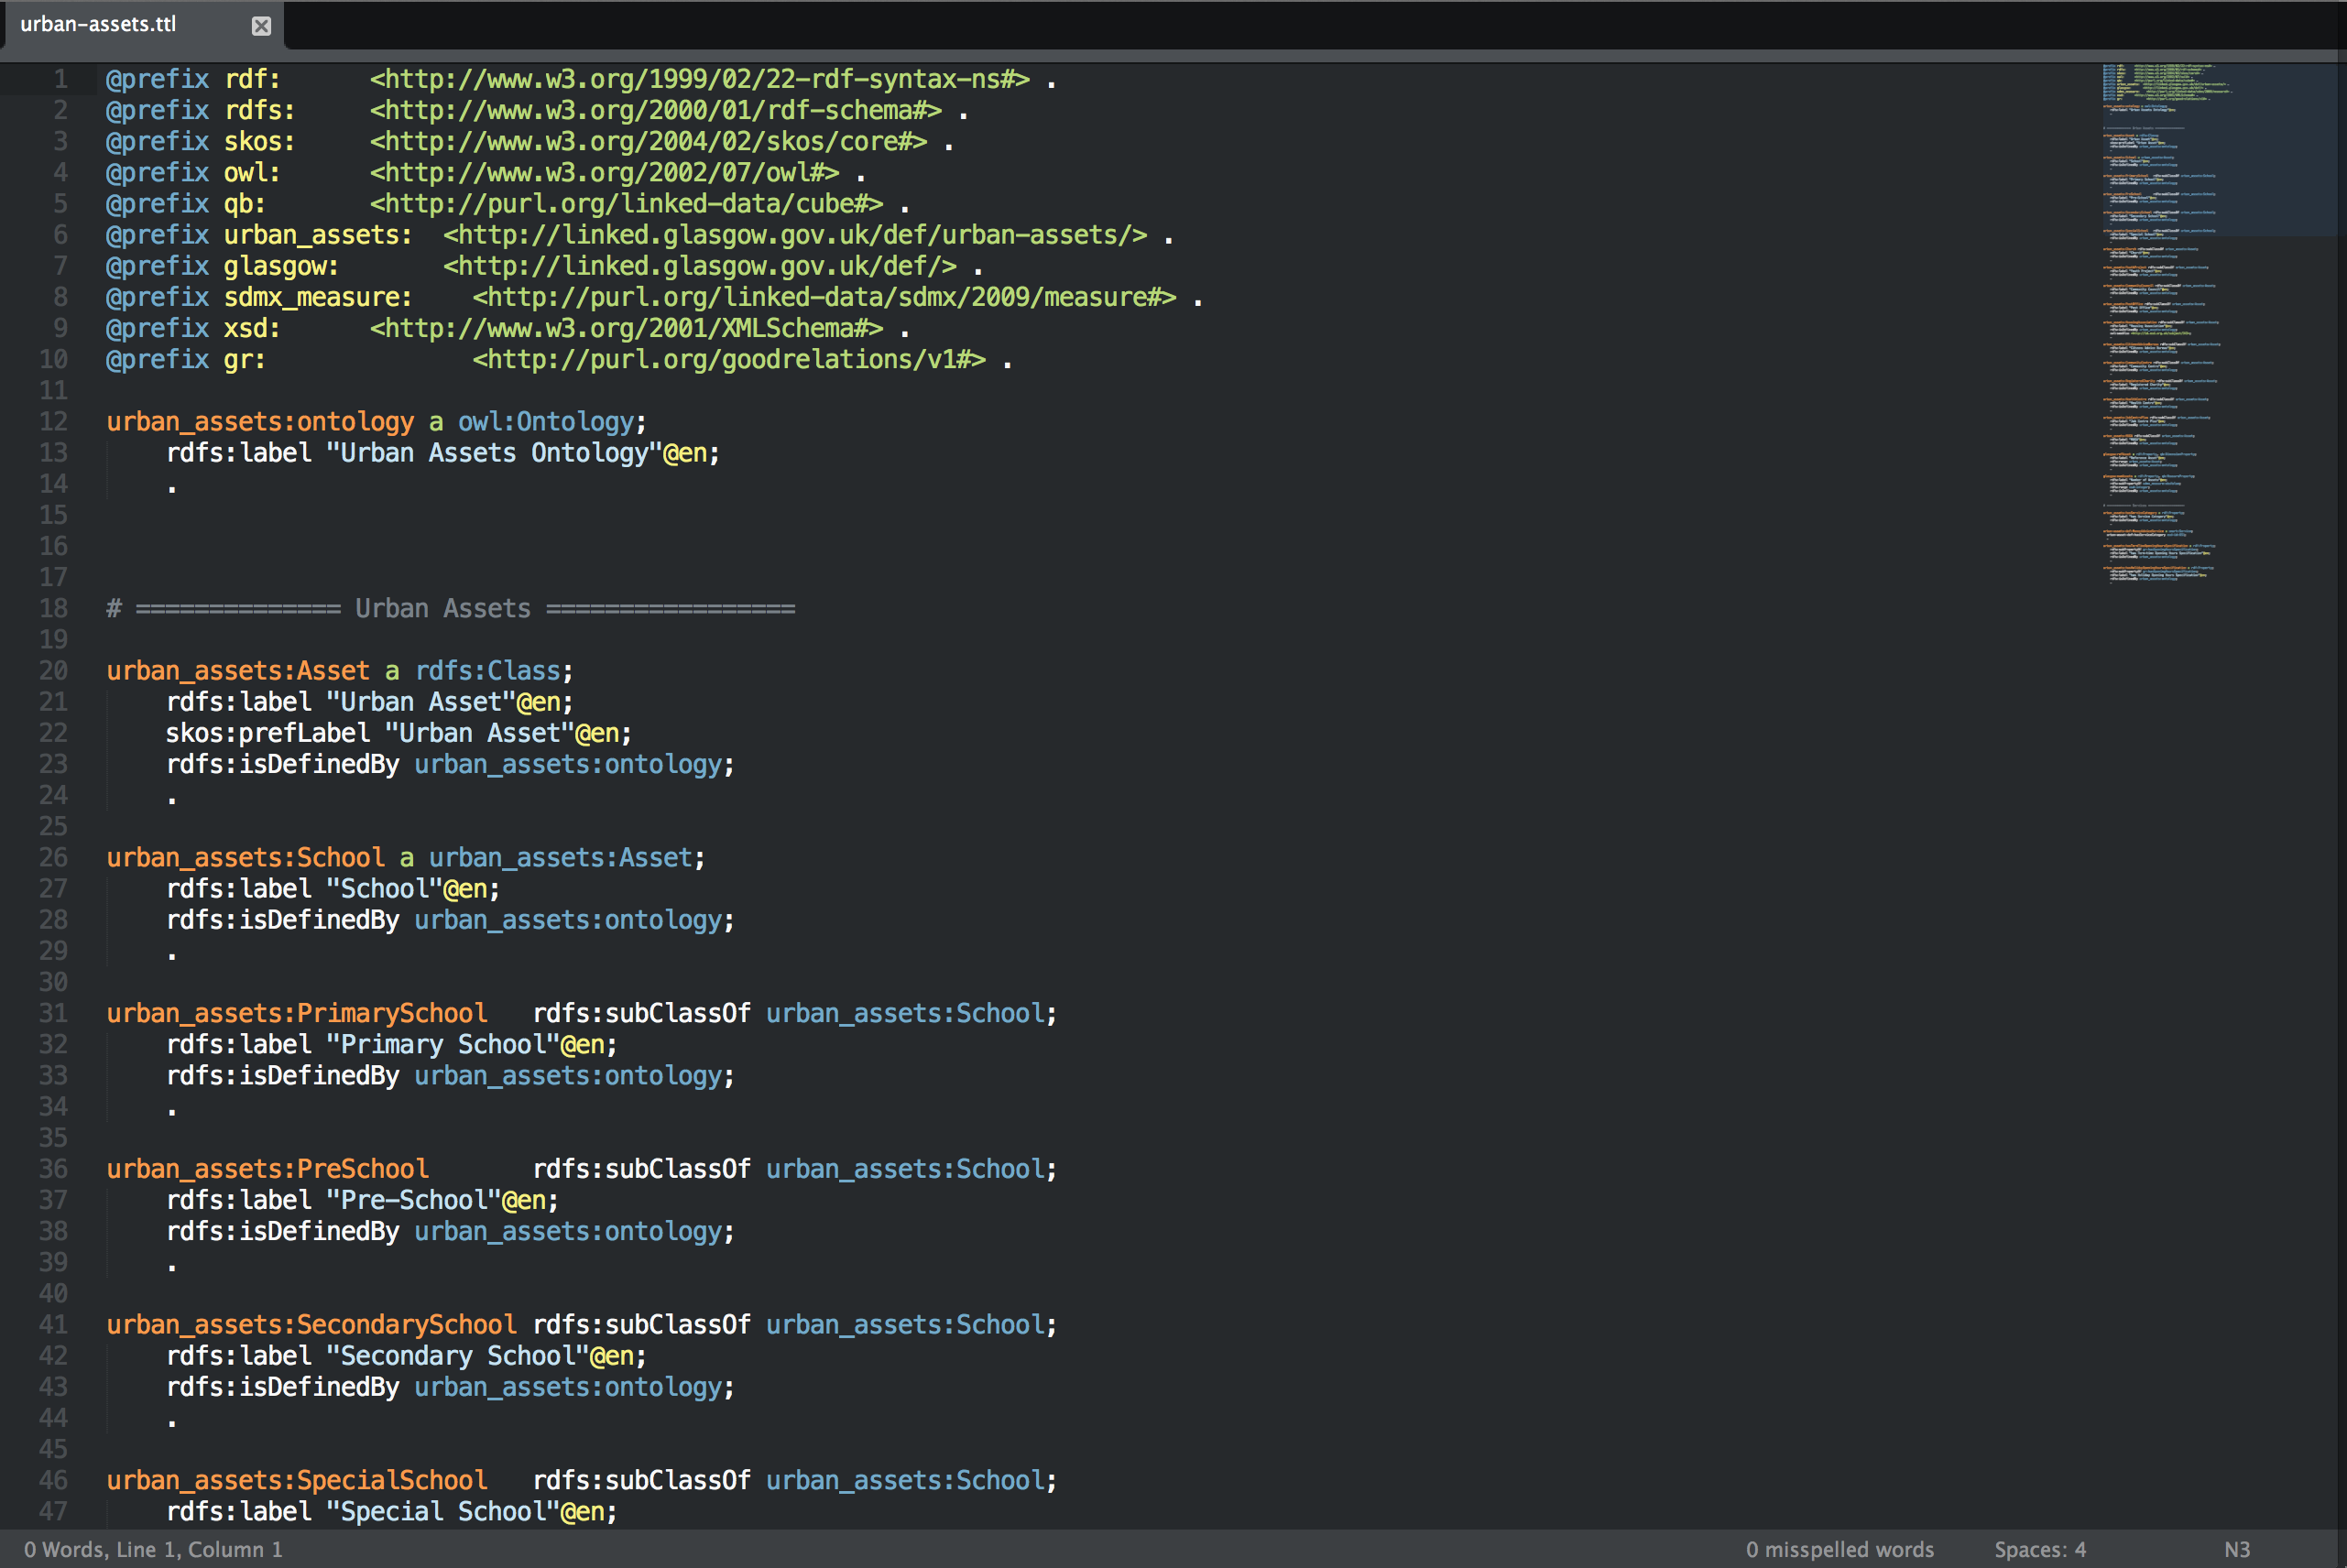 urban-assets.ttl
1 @prefix rdf: <http://www.w3.org/1999/02/22-rdf-syntax-ns#> .
2 @prefix rdfs: <http://www.w3.org/2000/01/rdf-schema#> .
3 @prefix skos: <http://www.w3.org/2004/02/skos/core#> .
4 @prefix owl: <http://www.w3.org/2002/07/owl#> .
5 @prefix qb: <http://purl.org/linked-data/cube#> .
6 @prefix urban_assets: <http://linked.glasgow.gov.uk/def/urban-assets/> .
7 @prefix glasgow: <http://linked.glasgow.gov.uk/def/> .
8 @prefix sdmx_measure: <http://purl.org/linked-data/sdmx/2009/measure#> .
9 @prefix xsd: <http://www.w3.org/2001/XMLSchema#> .
10 @prefix gr: <http://purl.org/goodrelations/v1#> .
11
12 urban_assets:ontology a owl:Ontology;
13 rdfs:label "Urban Assets Ontology"@en;
14 .
15
16
17
18 # ============== Urban Assets =================
19
20 urban_assets:Asset a rdfs:Class;
21 rdfs:label "Urban Asset"@en;
22 skos:prefLabel "Urban Asset"@en;
23 rdfs:isDefinedBy urban_assets:ontology;
24 .
25
26 urban_assets:School a urban_assets:Asset;
27 rdfs:label "School"@en;
28 rdfs:isDefinedBy urban_assets:ontology;
29 .
30
31 urban_assets:PrimarySchool rdfs:subClassOf urban_assets:School;
32 rdfs:label "Primary School"@en;
33 rdfs:isDefinedBy urban_assets:ontology;
34 .
35
36 urban_assets:PreSchool rdfs:subClassOf urban_assets:School;
37 rdfs:label "Pre-School"@en;
38 rdfs:isDefinedBy urban_assets:ontology;
39 .
40
41 urban_assets:SecondarySchool rdfs:subClassOf urban_assets:School;
42 rdfs:label "Secondary School"@en;
43 rdfs:isDefinedBy urban_assets:ontology;
44 .
45
46 urban_assets:SpecialSchool rdfs:subClassOf urban_assets:School;
47 rdfs:label "Special School"@en;
0 Words, Line 1, Column 1 0 misspelled words Spaces: 4 N3